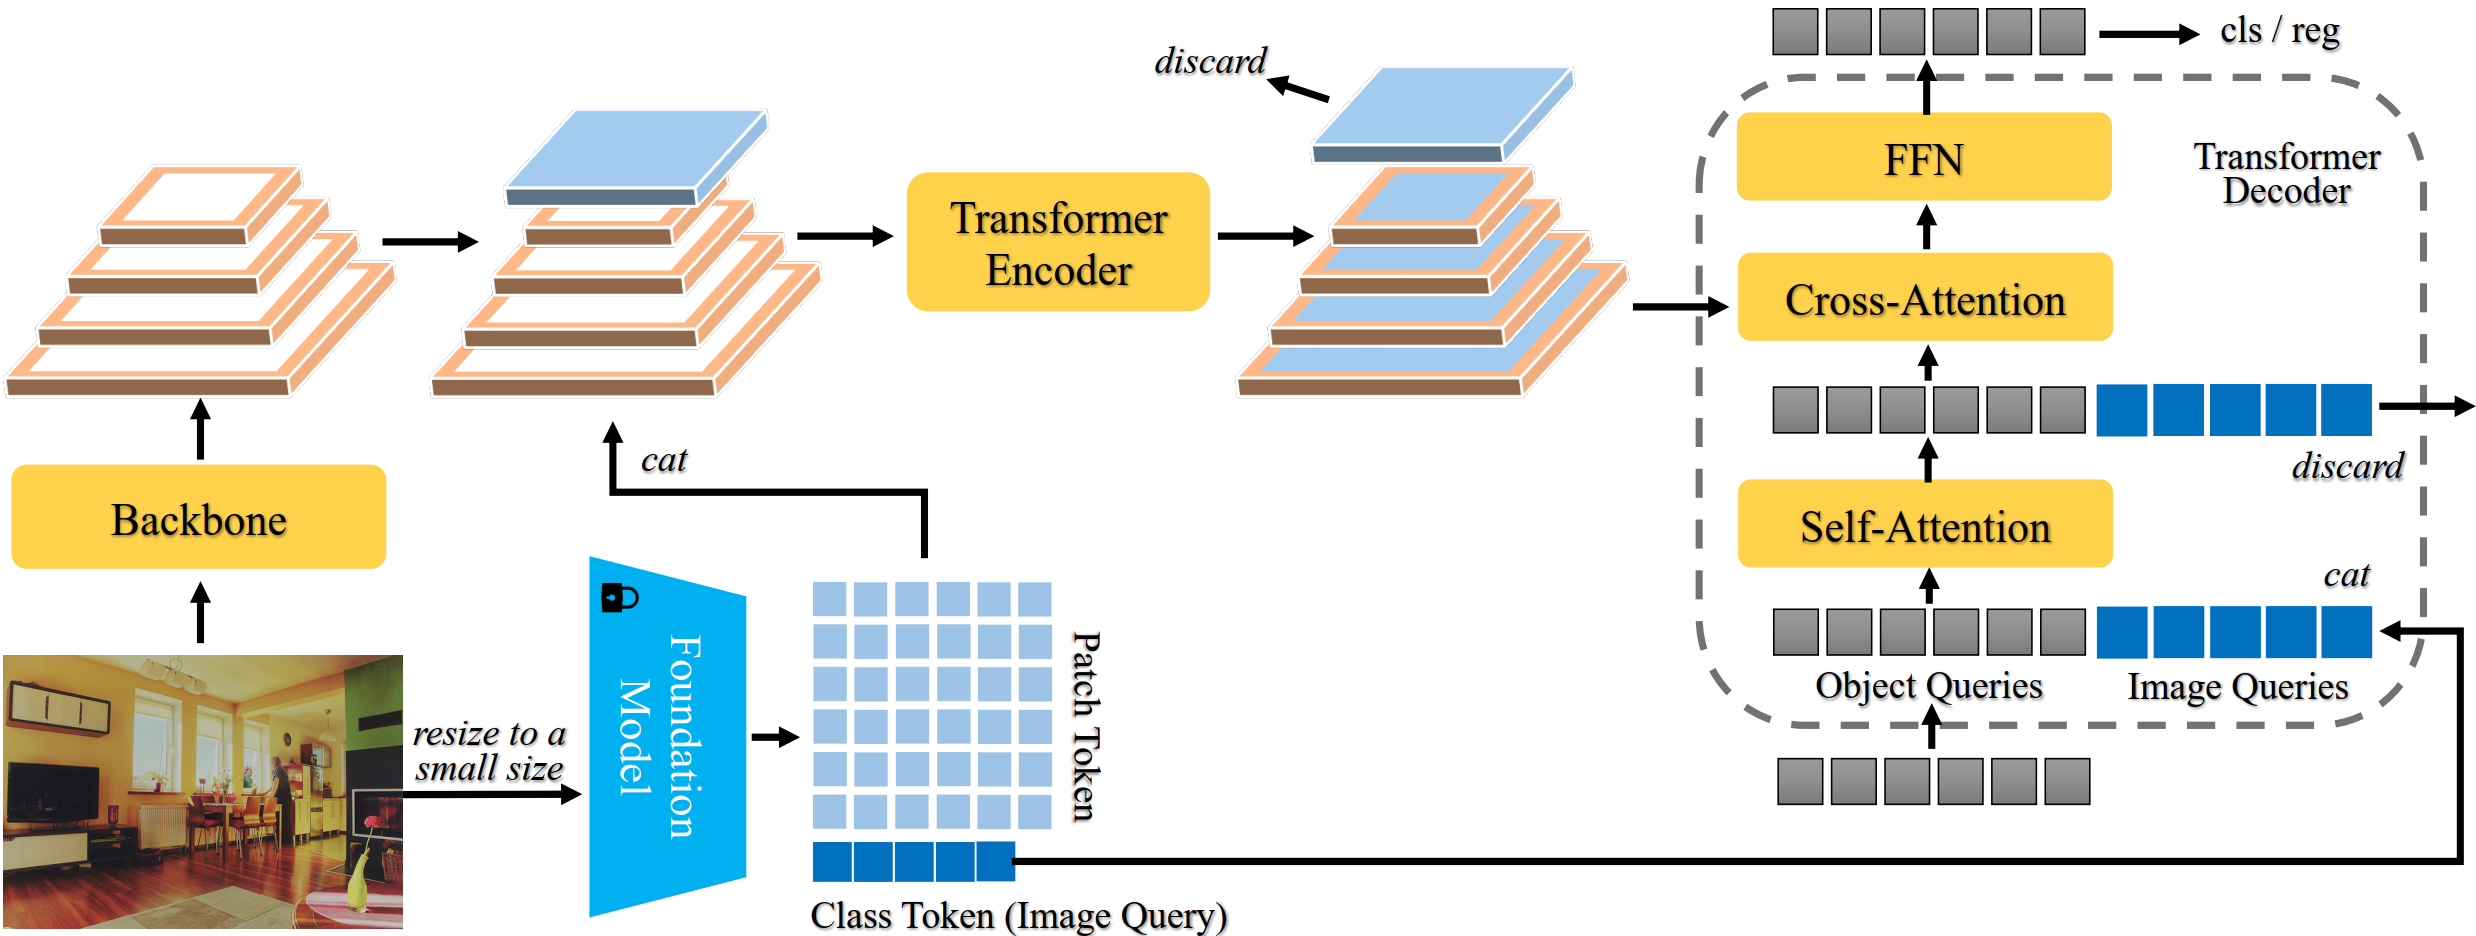 discard
cls / reg
FFN
Transformer
Decoder
Transformer
Encoder
Cross-Attention
cat
discard
Backbone
Self-Attention
cat
Foundation
Model
Patch Token
Object Queries
Image Queries
resize to a
small size
Class Token (Image Query)